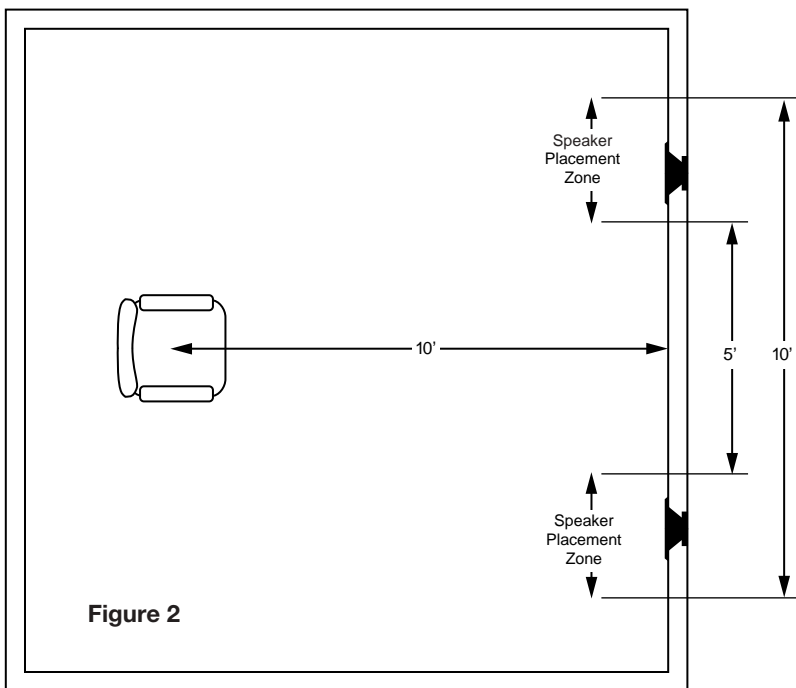 Speaker
Placement
Zone
10’
5’
10’
Speaker
Placement
Zone
Figure 2